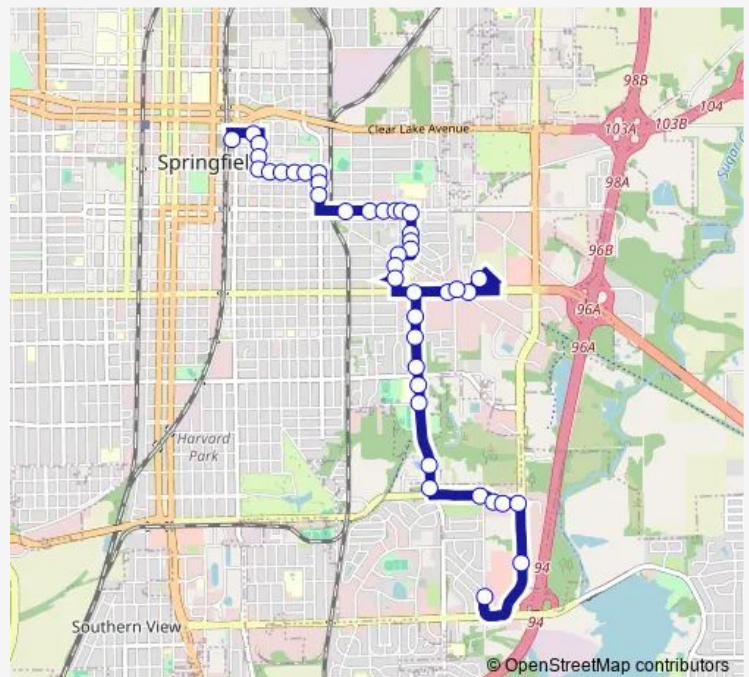 98B
104
103B
103A
Clear Lake Avenue
Springfiel
98A
Sugar
96B
96A
96A
Harvard
Park
94
Southern View
94
© OpenStreetMap contributors